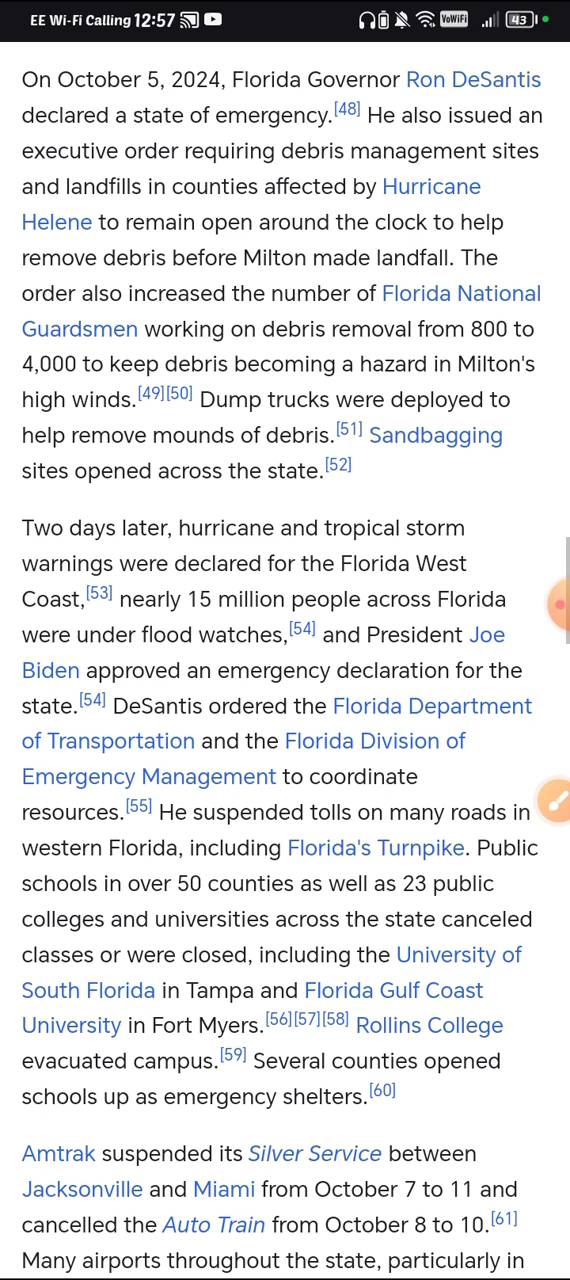 EE Wi-Fi Calling 12:57 VoWiFi 43
On October 5, 2024, Florida Governor Ron DeSantis
declared a state of emergency.[48] He also issued an
executive order requiring debris management sites
and landfills in counties affected by Hurricane
Helene to remain open around the clock to help
remove debris before Milton made landfall. The
order also increased the number of Florida National
Guardsmen working on debris removal from 800 to
4,000 to keep debris becoming a hazard in Milton's
high winds.[49][50] Dump trucks were deployed to
help remove mounds of debris.[51] Sandbagging
sites opened across the state.[52]
Two days later, hurricane and tropical storm
warnings were declared for the Florida West
Coast,[53] nearly 15 million people across Florida
were under flood watches,[54] and President Joe
Biden approved an emergency declaration for the
state.[54] DeSantis ordered the Florida Department
of Transportation and the Florida Division of
Emergency Management to coordinate
resources.[55] He suspended tolls on many roads in
western Florida, including Florida's Turnpike. Public
schools in over 50 counties as well as 23 public
colleges and universities across the state canceled
classes or were closed, including the University of
South Florida in Tampa and Florida Gulf Coast
University in Fort Myers.[56][57][58] Rollins College
evacuated campus.[59] Several counties opened
schools up as emergency shelters.[60]
Amtrak suspended its Silver Service between
Jacksonville and Miami from October 7 to 11 and
cancelled the Auto Train from October 8 to 10.[61]
Many airports throughout the state, particularly in